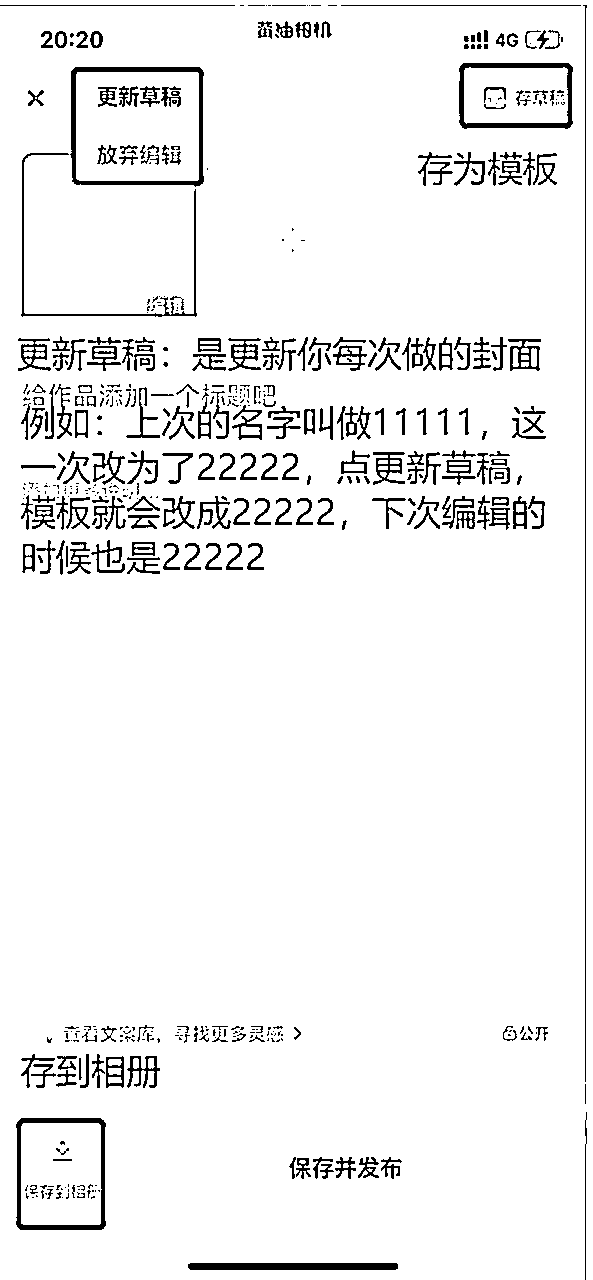 黄油相机
20:20
4G
更新草稿
存草稿
放弃编辑
存为模板
编辑
更新草稿：是更新你每次做的封面
给作品添加一个标题吧
例如：上次的名字叫做11111，这
一次改为了22222，点更新草稿，
模板就会改成22222，下次编辑的
时候也是22222
查看文案库，寻找更多灵感
公开
存到相册
保存并发布
保存到相册